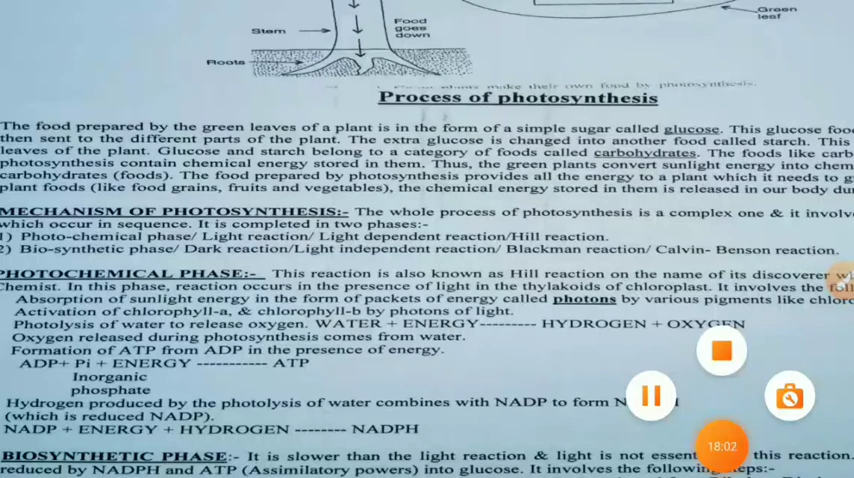 Green
leaf
Stem
Food
goes
down
Roots
make their own food by photosynthesis.
Process of photosynthesis
The food prepared by the green leaves of a plant is in the form of a simple sugar called glucose. This glucose
then sent to the different parts of the plant. The extra glucose is changed into another food called starch. This
leaves of the plant. Glucose and starch belong to a category of foods called carbohydrates. The foods like carb
photosynthesis contain chemical energy stored in them. Thus, the green plants convert sunlight energy into chem
carbohydrates (foods). The food prepared by photosynthesis provides all the energy to a plant which it needs to
plant foods (like food grains, fruits and vegetables), the chemical energy stored in them is released in our body
MECHANISM OF PHOTOSYNTHESIS:- The whole process of photosynthesis is a complex one & it involv
which occur in sequence. It is completed in two phases:-
1) Photo-chemical phase/ Light reaction/ Light dependent reaction/Hill reaction.
2) Bio-synthetic phase/ Dark reaction/Light independent reaction/ Blackman reaction/ Calvin- Benson reaction.
PHOTOCHEMICAL PHASE:- This reaction is also known as Hill reaction on the name of its discoverer
Chemist. In this phase, reaction occurs in the presence of light in the thylakoids of chloroplast. It involves the
Absorption of sunlight energy in the form of packets of energy called photons by various pigments like chlor
Activation of chlorophyll-a, & chlorophyll-b by photons of light.
Photolysis of water to release oxygen. WATER + ENERGY--------- HYDROGEN + OXYGEN
Oxygen released during photosynthesis comes from water.
Formation of ATP from ADP in the presence of energy.
ADP+ Pi + ENERGY ----------- ATP
Inorganic
phosphate
Hydrogen produced by the photolysis of water combines with NADP to form
(which is reduced NADP).
NADP + ENERGY + HYDROGEN -------- NADPH
BIOSYNTHETIC PHASE:- It is slower than the light reaction & light is not this reaction.
reduced by NADPH and ATP (Assimilatory powers) into glucose. It involves the following
18:02